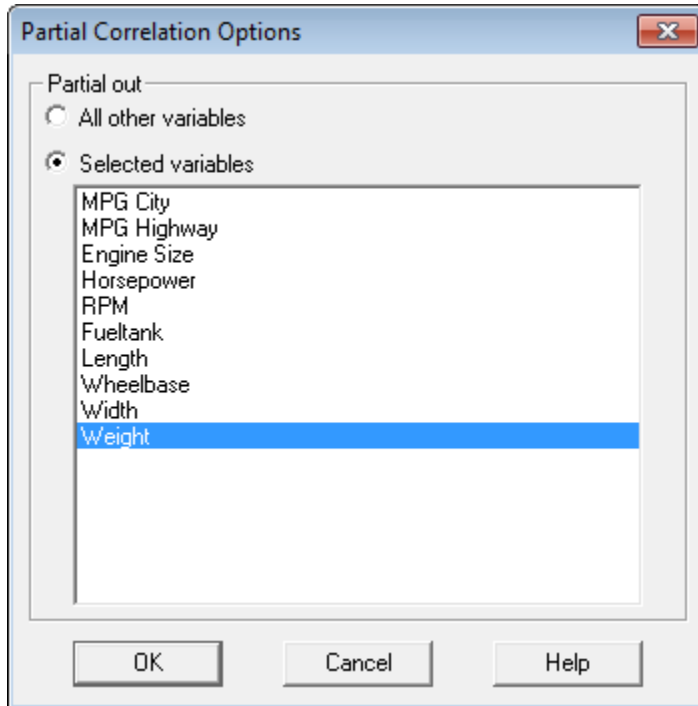 Partial Correlation Options
Partial out
All other variables
Selected variables
MPG City
MPG Highway
Engine Size
Horsepower
RPM
Fueltank
Length
Wheelbase
Width
Weight
OK Cancel Help